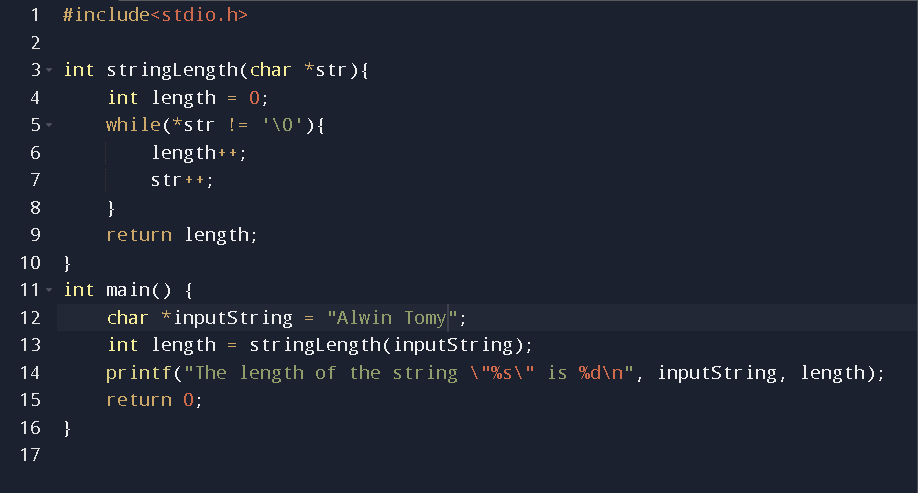 1 #include<stdio.h>
2
3 int stringLength(char *str){
4     int length = 0;
5     while(*str != '\0'){
6         length++;
7         str++;
8     }
9     return length;
10 }
11 int main() {
12     char *inputString = "Alwin Tomy";
13     int length = stringLength(inputString);
14     printf("The length of the string \"%s\" is %d\n", inputString, length);
15     return 0;
16 }
17